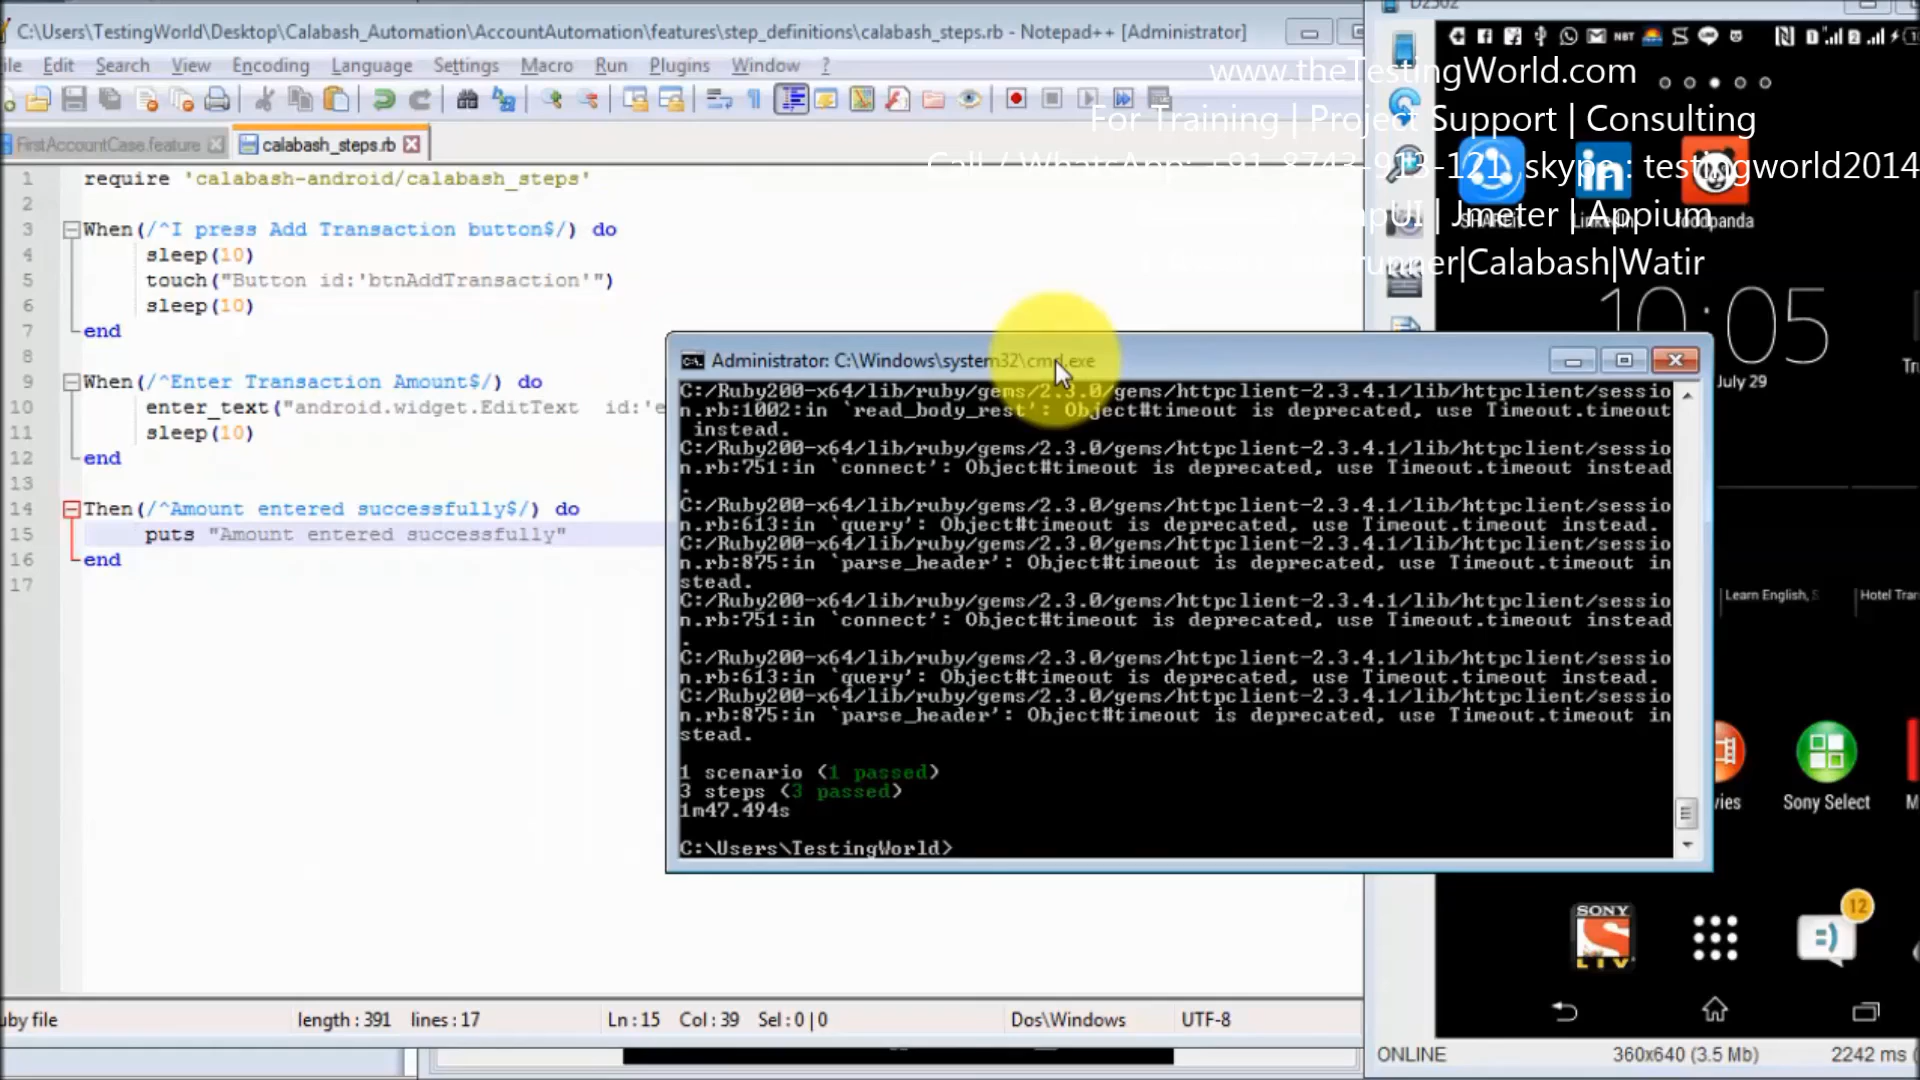 C:\Users\TestingWorld\Desktop\Calabash_Automation\AccountAutomation\features\step_definitions\calabash_steps.rb - Notepad++ [Administrator]
Edit Search View Encoding Language Settings Macro Run Plugins Window ?
FirstAccountCase.feature calabash_steps.rb
1 require 'calabash-android/calabash_steps'
2
3 When(/^I press Add Transaction button$/) do
4 sleep(10)
5 touch("Button id:'btnAddTransaction'")
6 sleep(10)
7 end
8
9 When(/^Enter Transaction Amount$/) do
10 enter_text("android.widget.EditText id:'e
11 sleep(10)
12 end
13
14 Then(/^Amount entered successfully$/) do
15 puts "Amount entered successfully"
16 end
17
length : 391 lines : 17 Ln : 15 Col : 39 Sel : 0 | 0 Dos\Windows UTF-8
Administrator: C:\Windows\system32\cmd.exe
C:/Ruby200-x64/lib/ruby/gems/2.3.0/gems/httpclient-2.3.4.1/lib/httpclient/sessio
n.rb:1002:in `read_body_rest': Object#timeout is deprecated, use Timeout.timeout
instead.
C:/Ruby200-x64/lib/ruby/gems/2.3.0/gems/httpclient-2.3.4.1/lib/httpclient/sessio
n.rb:751:in `connect': Object#timeout is deprecated, use Timeout.timeout instead
.
C:/Ruby200-x64/lib/ruby/gems/2.3.0/gems/httpclient-2.3.4.1/lib/httpclient/sessio
n.rb:613:in `query': Object#timeout is deprecated, use Timeout.timeout instead.
C:/Ruby200-x64/lib/ruby/gems/2.3.0/gems/httpclient-2.3.4.1/lib/httpclient/sessio
n.rb:875:in `parse_header': Object#timeout is deprecated, use Timeout.timeout in
stead.
C:/Ruby200-x64/lib/ruby/gems/2.3.0/gems/httpclient-2.3.4.1/lib/httpclient/sessio
n.rb:751:in `connect': Object#timeout is deprecated, use Timeout.timeout instead
.
C:/Ruby200-x64/lib/ruby/gems/2.3.0/gems/httpclient-2.3.4.1/lib/httpclient/sessio
n.rb:613:in `query': Object#timeout is deprecated, use Timeout.timeout instead.
C:/Ruby200-x64/lib/ruby/gems/2.3.0/gems/httpclient-2.3.4.1/lib/httpclient/sessio
n.rb:875:in `parse_header': Object#timeout is deprecated, use Timeout.timeout in
stead.
1 scenario (1 passed)
3 steps (3 passed)
1m47.494s
C:\Users\TestingWorld>
www.theTestingWorld.com
For Training | Project Support | Consulting
Call / WhatsApp: +91-8743-913-121 skype : testingworld2014
| Jmeter | Appium
|Calabash|Watir
SHAREit LinkedIn foodpanda
10:05
July 29
Learn English, Hotel
Sony Select
SONY
LIV
12
ONLINE 360x640 (3.5 Mb) 2242 ms